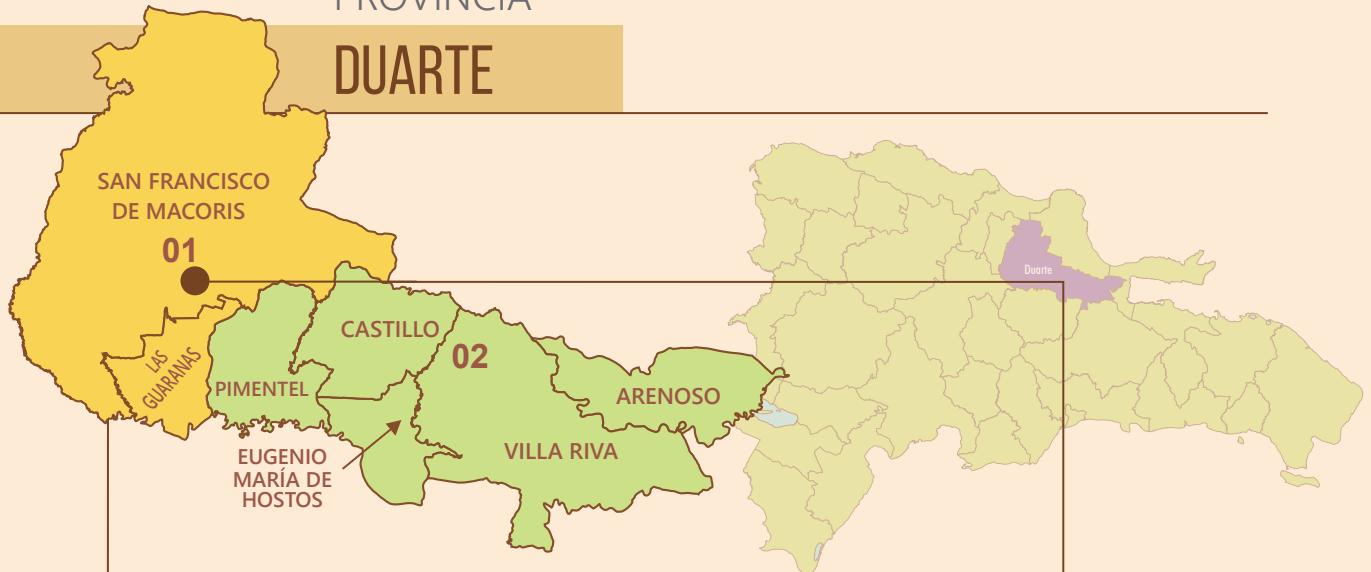 PROVINCIA
DUARTE
SAN FRANCISCO
DE MACORIS
01
Duarte
CASTILLO
02
LAS
GUARANAS
PIMENTEL
ARENOSO
VILLA RIVA
EUGENIO
MARÍA DE
HOSTOS